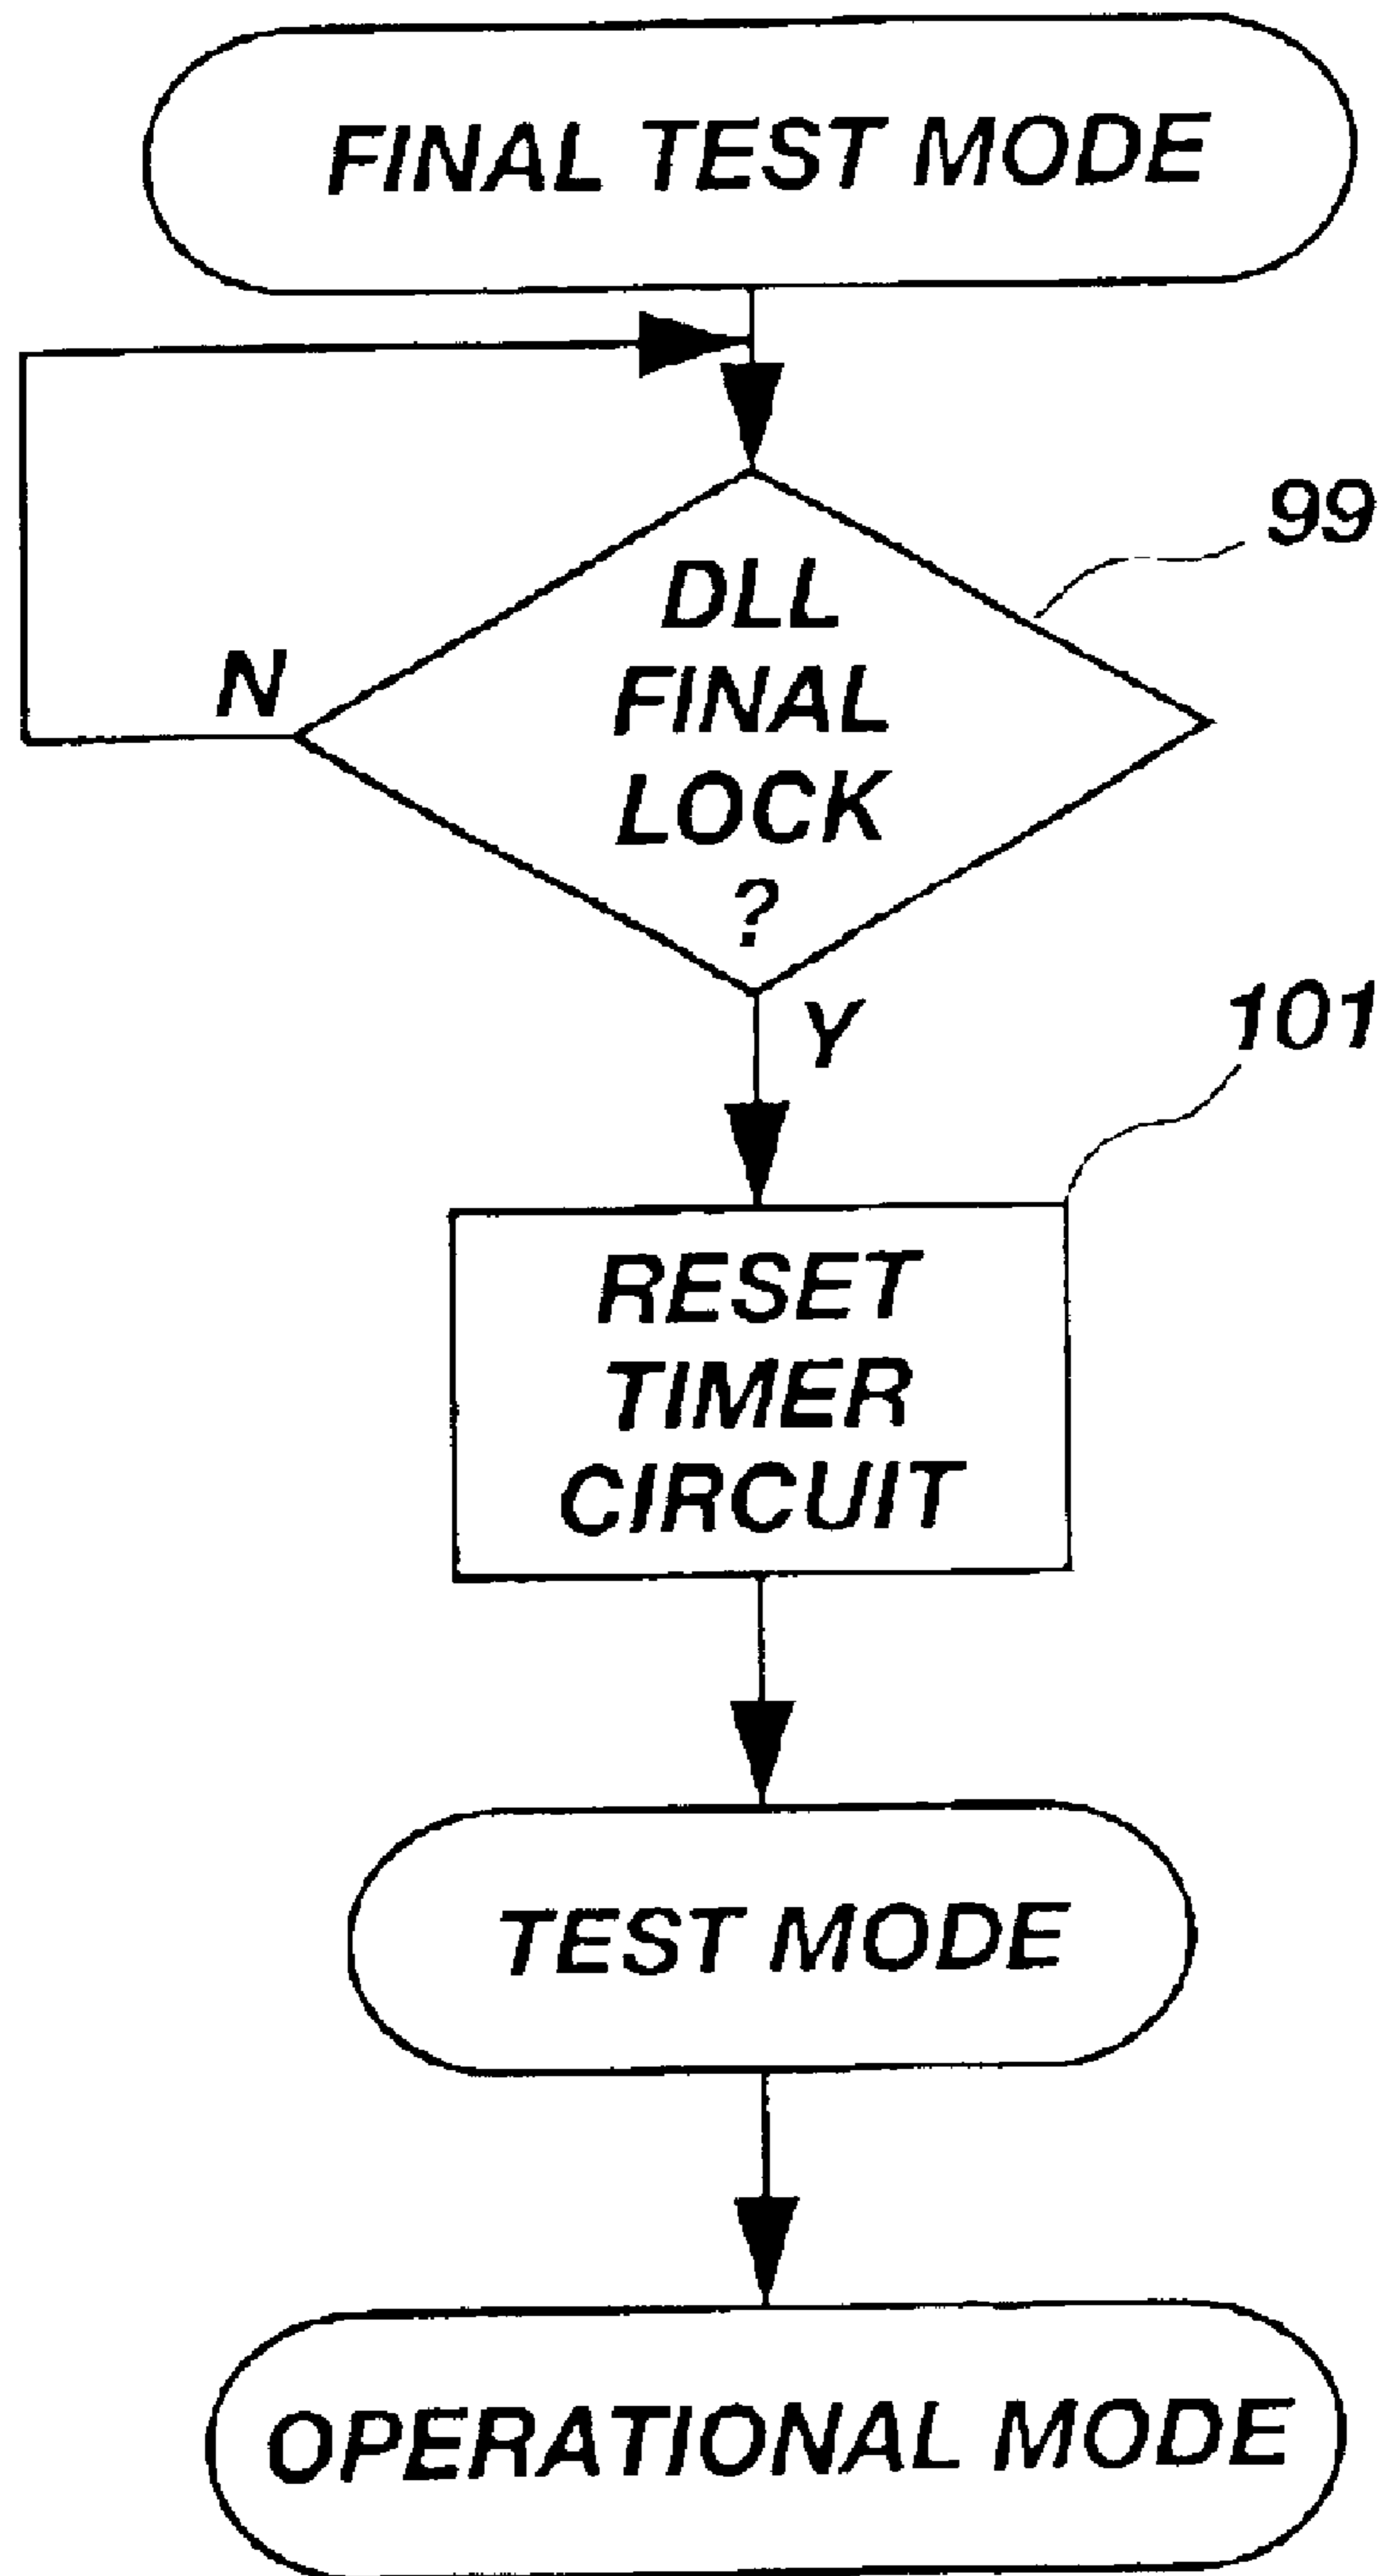 FINAL TEST MODE
99
DLL
FINAL
LOCK
?
N
Y
101
RESET
TIMER
CIRCUIT
TEST MODE
OPERATIONAL MODE